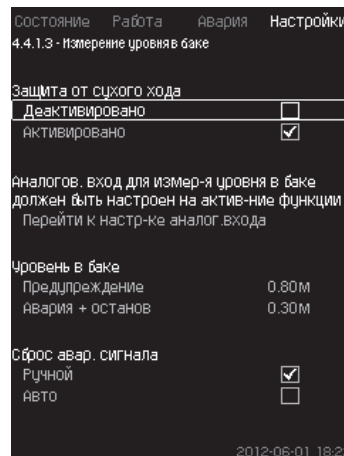 Состояние Работа Авария Настройки
4.4.1.3 - Измерение уровня в баке
Защита от сухого хода
Деактивировано
Активировано
Аналогов. вход для измер-я уровня в баке
должен быть настроен на актив-ние функции
Перейти к настр-ке аналог.входа
Уровень в баке
Предупреждение 0.80м
Авария + останов 0.30м
Сброс авар. сигнала
Ручной
Авто
2012-06-01 18:2